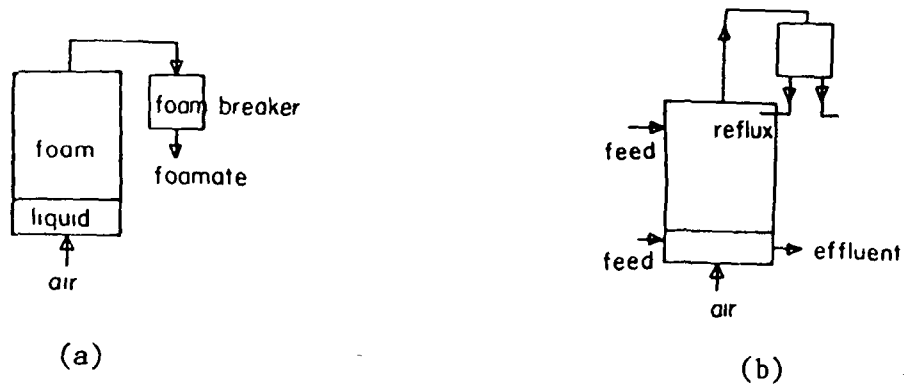 foam breaker
foam
foamate
liquid
air
(a)
reflux
feed
feed
effluent
air
(b)